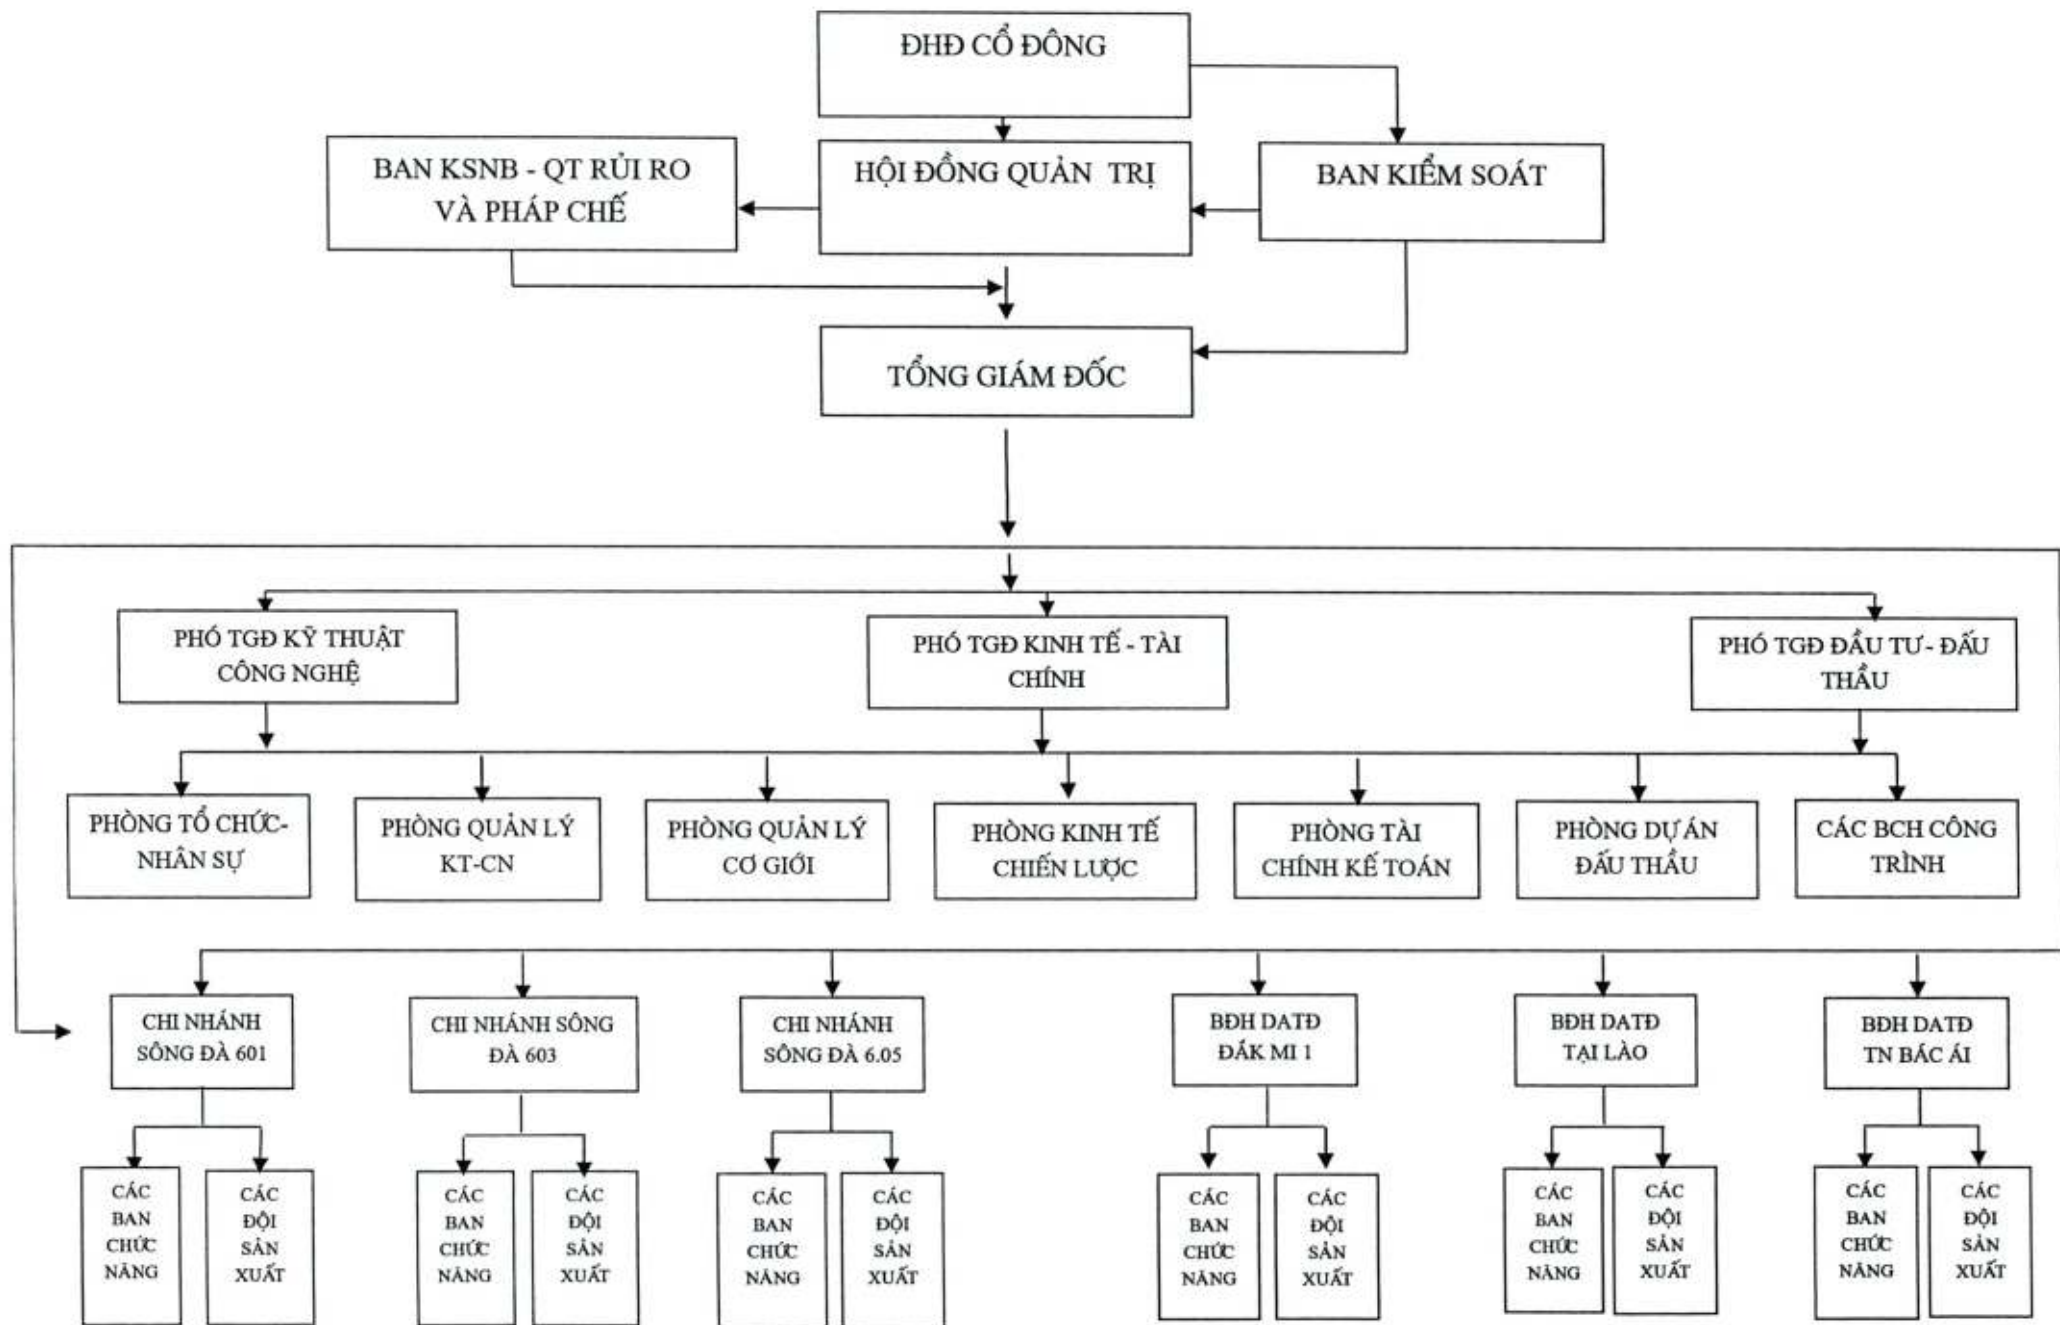 ĐHĐ CỔ ĐÔNG
BAN KSNB - QT RỦI RO
VÀ PHÁP CHẾ
HỘI ĐỒNG QUẢN TRỊ
BAN KIỂM SOÁT
TỔNG GIÁM ĐỐC
PHÓ TGĐ KỸ THUẬT
CÔNG NGHỆ
PHÓ TGĐ KINH TẾ - TÀI
CHÍNH
PHÓ TGĐ ĐẦU TƯ - ĐẤU
THẦU
PHÒNG TỔ CHỨC-
NHÂN SỰ
PHÒNG QUẢN LÝ
KT-CN
PHÒNG QUẢN LÝ
CƠ GIỚI
PHÒNG KINH TẾ
CHIẾN LƯỢC
PHÒNG TÀI
CHÍNH KẾ TOÁN
PHÒNG DỰ ÁN
ĐẤU THẦU
CÁC BCH CÔNG
TRÌNH
CHI NHÁNH
SÔNG ĐÀ 601
CHI NHÁNH SÔNG
ĐÀ 603
CHI NHÁNH
SÔNG ĐÀ 6.05
BĐH DATĐ
ĐĂK MI 1
BĐH DATĐ
TẠI LÀO
BĐH DATĐ
TN BÁC ÁI
CÁC
BAN
CHỨC
NĂNG
CÁC
ĐỘI
SẢN
XUẤT
CÁC
BAN
CHỨC
NĂNG
CÁC
ĐỘI
SẢN
XUẤT
CÁC
BAN
CHỨC
NĂNG
CÁC
ĐỘI
SẢN
XUẤT
CÁC
BAN
CHỨC
NĂNG
CÁC
ĐỘI
SẢN
XUẤT
CÁC
BAN
CHỨC
NĂNG
CÁC
ĐỘI
SẢN
XUẤT
CÁC
BAN
CHỨC
NĂNG
CÁC
ĐỘI
SẢN
XUẤT